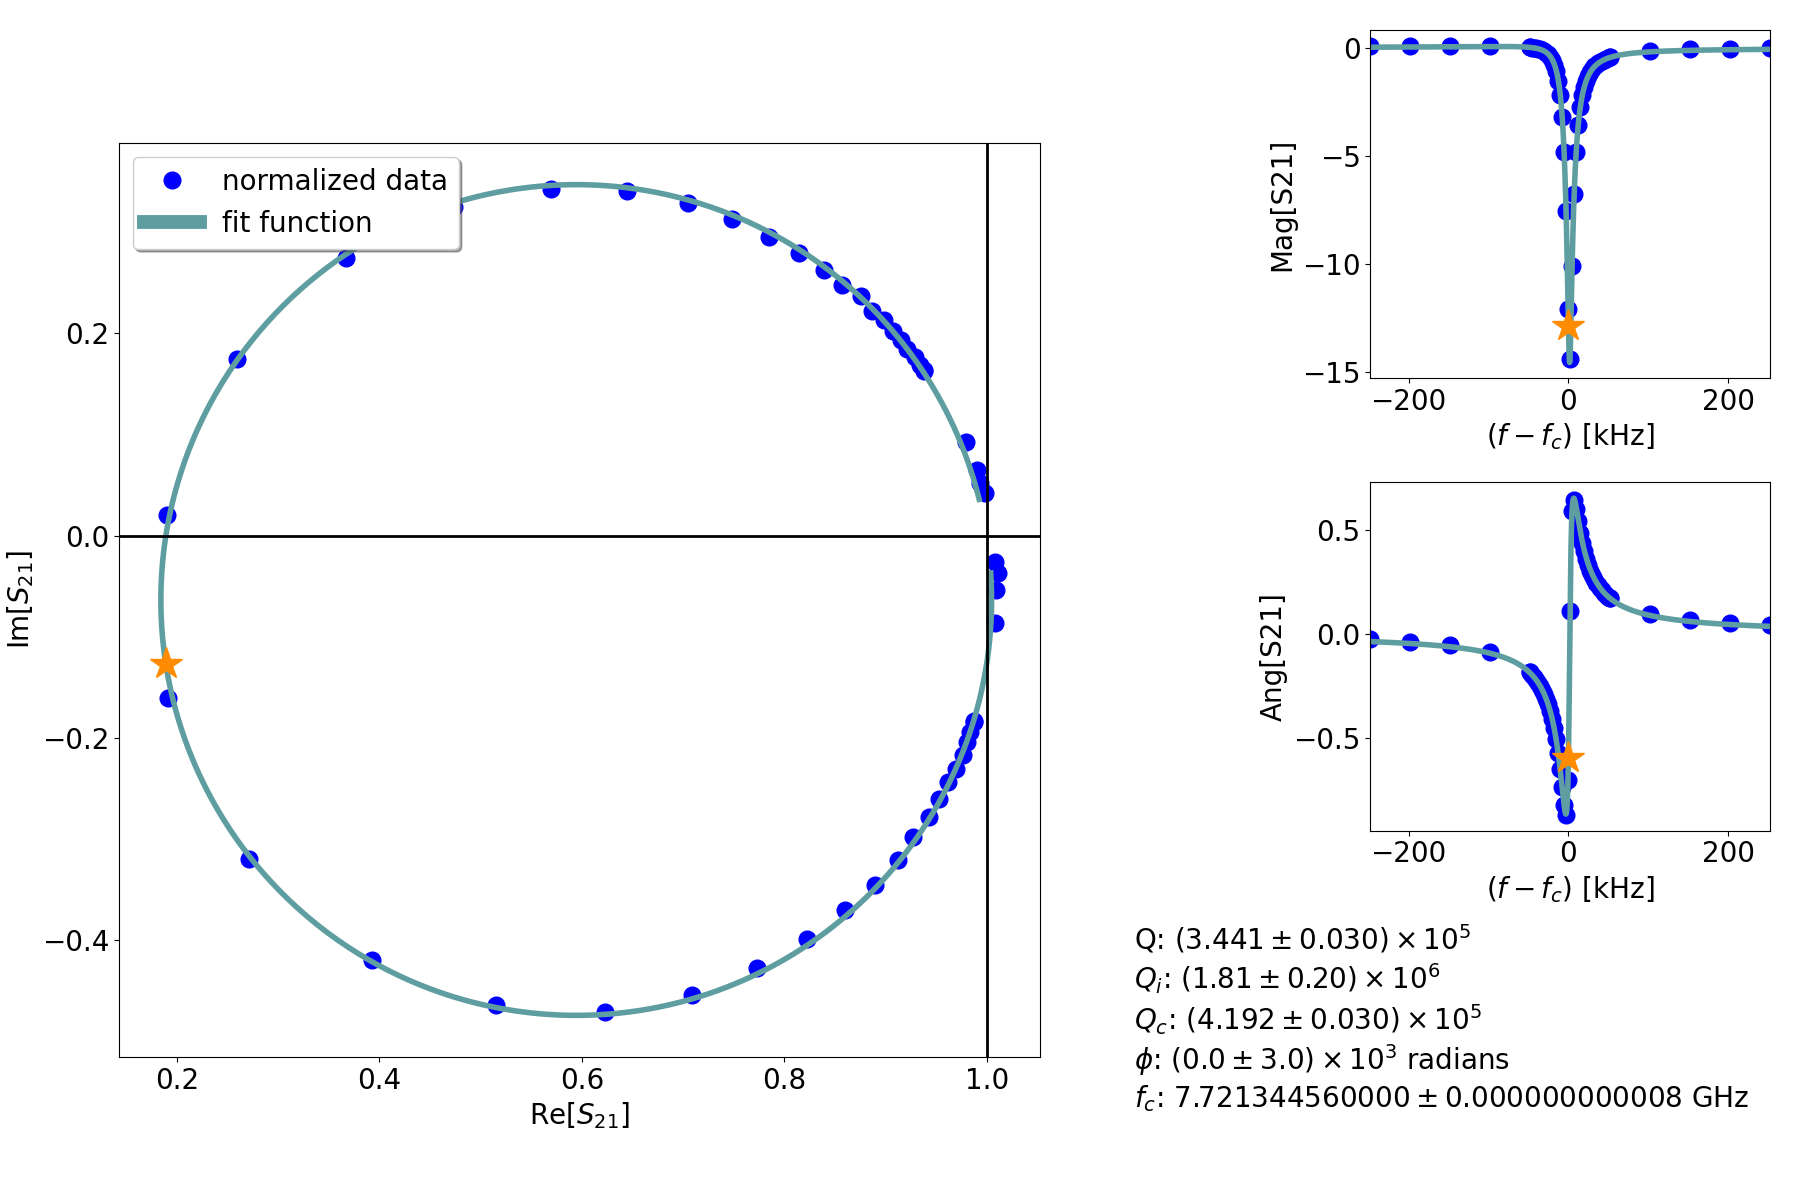 normalized data
fit function
0.2
0.0
−0.2
−0.4
Im[S21]
0.2 0.4 0.6 0.8 1.0
Re[S21]
0
−5
−10
−15
Mag[S21]
−200 0 200
(f − fc) [kHz]
0.5
0.0
−0.5
Ang[S21]
−200 0 200
(f − fc) [kHz]
Q: (3.441 ± 0.030) × 10^5
Qi: (1.81 ± 0.20) × 10^6
Qc: (4.192 ± 0.030) × 10^5
ϕ: (0.0 ± 3.0) × 10^3 radians
fc: 7.721344560000 ± 0.000000000008 GHz